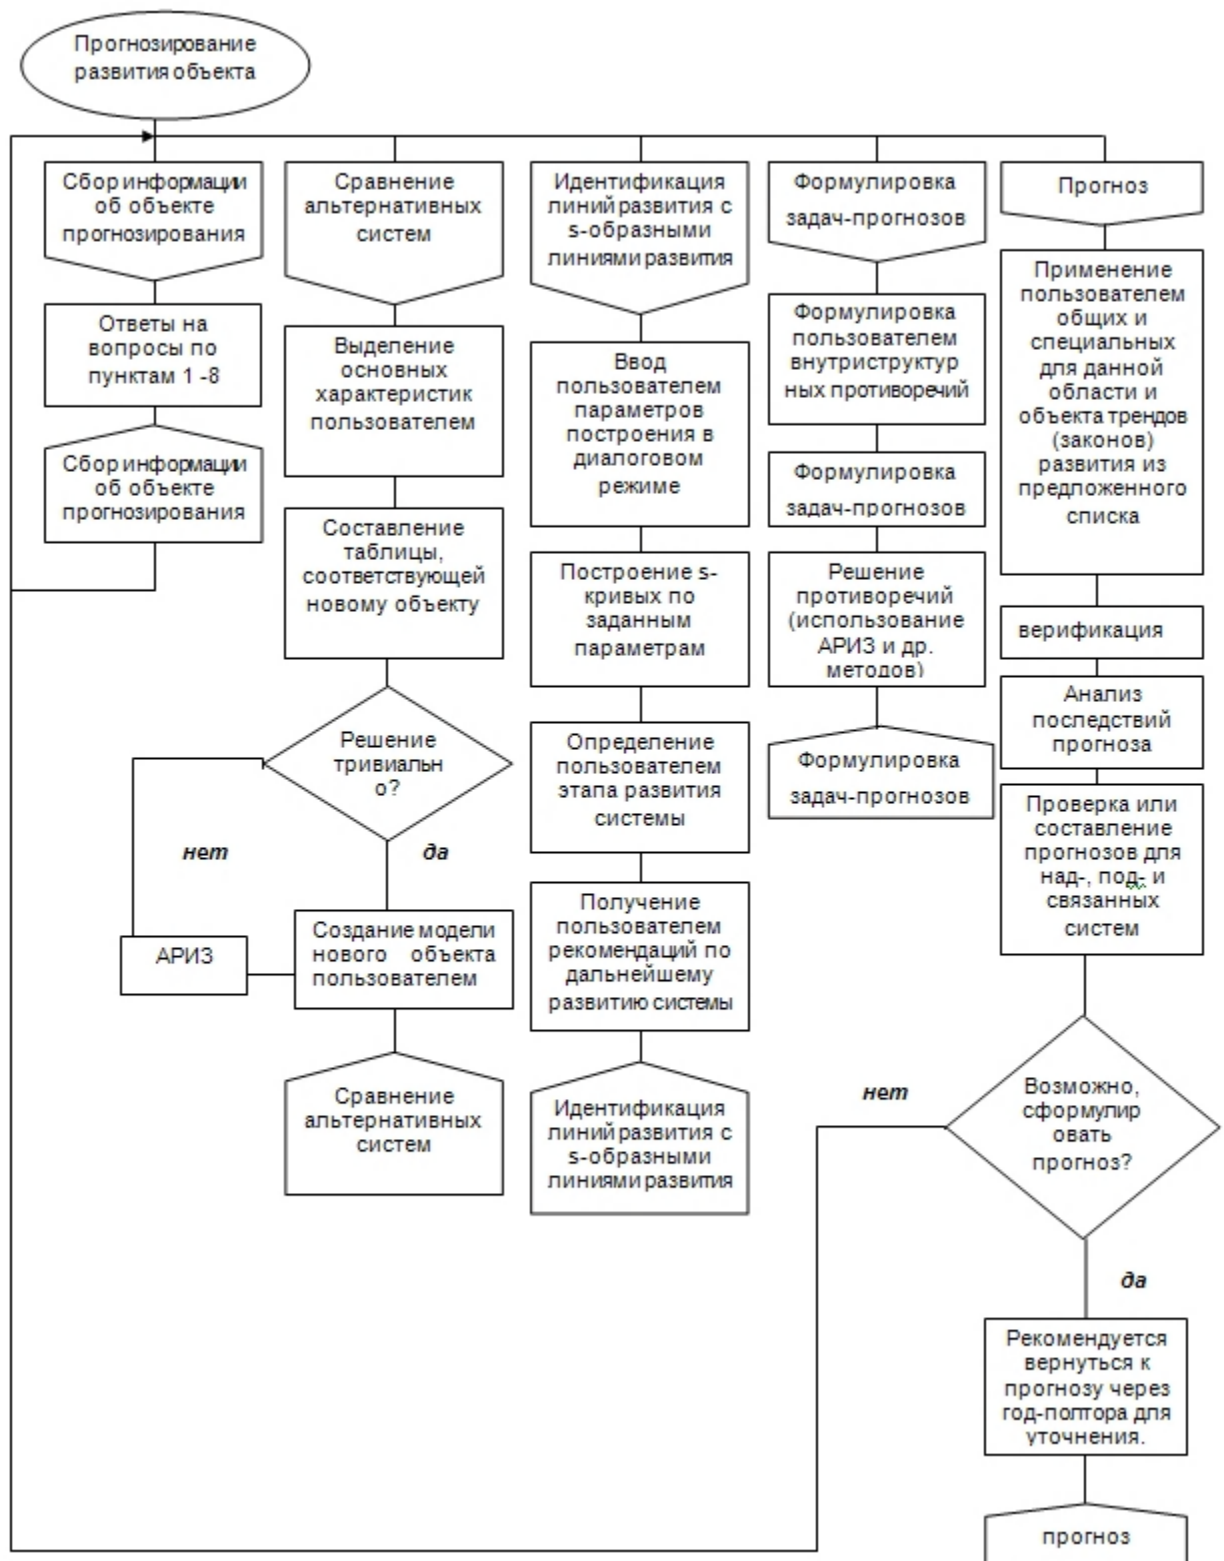 Прогнозирование
развития объекта
Сбор информации
об объекте
прогнозирования
Ответы на
вопросы по
пунктам 1 -8
Сбор информации
об объекте
прогнозирования
Сравнение
альтернативных
систем
Выделение
основных
характеристик
пользователем
Составление
таблицы,
соответствующей
новому объекту
Решение
тривиальн
о?
нет
да
АРИЗ
Создание модели
нового объекта
пользователем
Сравнение
альтернативных
систем
Идентификация
линий развития с
s-образными
линиями развития
Ввод
пользователем
параметров
построения в
диалоговом
режиме
Построение s-
кривых по
заданным
параметрам
Определение
пользователем
этапа развития
системы
Получение
пользователем
рекомендаций по
дальнейшему
развитию системы
Идентификация
линий развития с
s-образными
линиями развития
Формулировка
задач-прогнозов
Формулировка
пользователем
внутриструктур
ных противоречий
Формулировка
задач-прогнозов
Решение
противоречий
(использование
АРИЗ и др.
методов)
Формулировка
задач-прогнозов
Прогноз
Применение
пользователем
общих и
специальных
для данной
области и
объекта трендов
(законов)
развития из
предложенного
списка
верификация
Анализ
последствий
прогноза
Проверка или
составление
прогнозов для
над-, под- и
связанных
систем
Возможно,
сформулир
овать
прогноз?
нет
да
Рекомендуется
вернуться к
прогнозу через
год-полтора для
уточнения.
прогноз